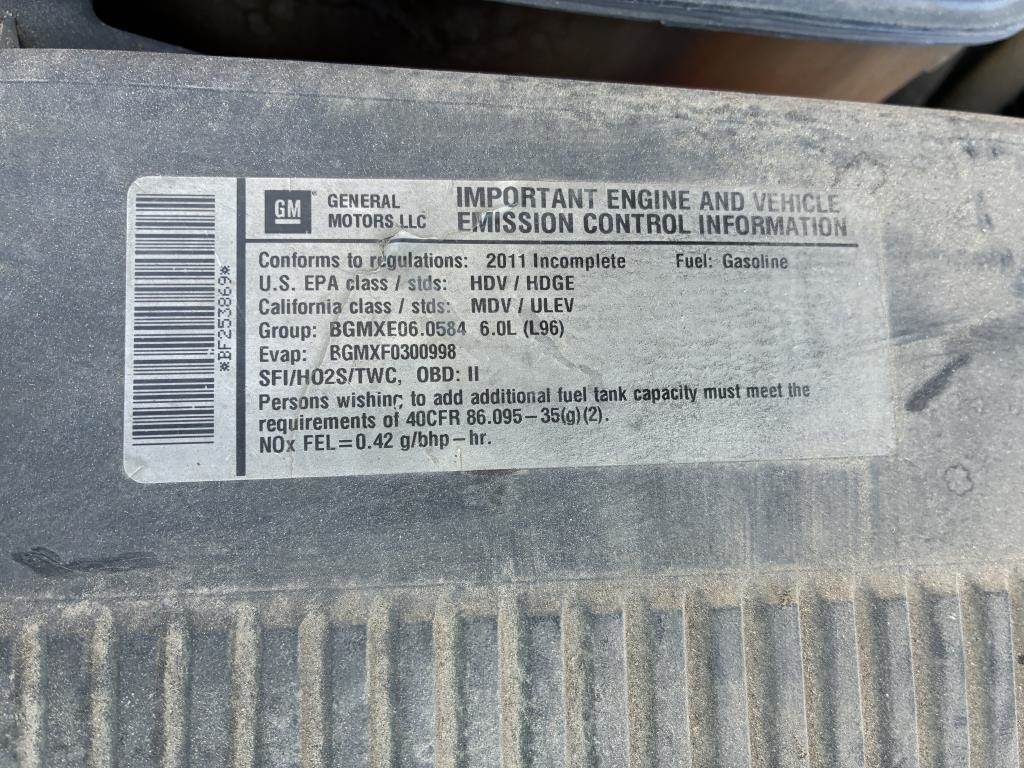 *BF253869*
GM
GENERAL
MOTORS LLC
IMPORTANT ENGINE AND VEHICLE
EMISSION CONTROL INFORMATION
Conforms to regulations: 2011 Incomplete Fuel: Gasoline
U.S. EPA class / stds: HDV / HDGE
California class / stds: MDV / ULEV
Group: BGMXE06.0584 6.0L (L96)
Evap: BGMXF0300998
SFI/HO2S/TWC, OBD: II
Persons wishing to add additional fuel tank capacity must meet the
requirements of 40CFR 86.095-35(g)(2).
NOx FEL=0.42 g/bhp-hr.